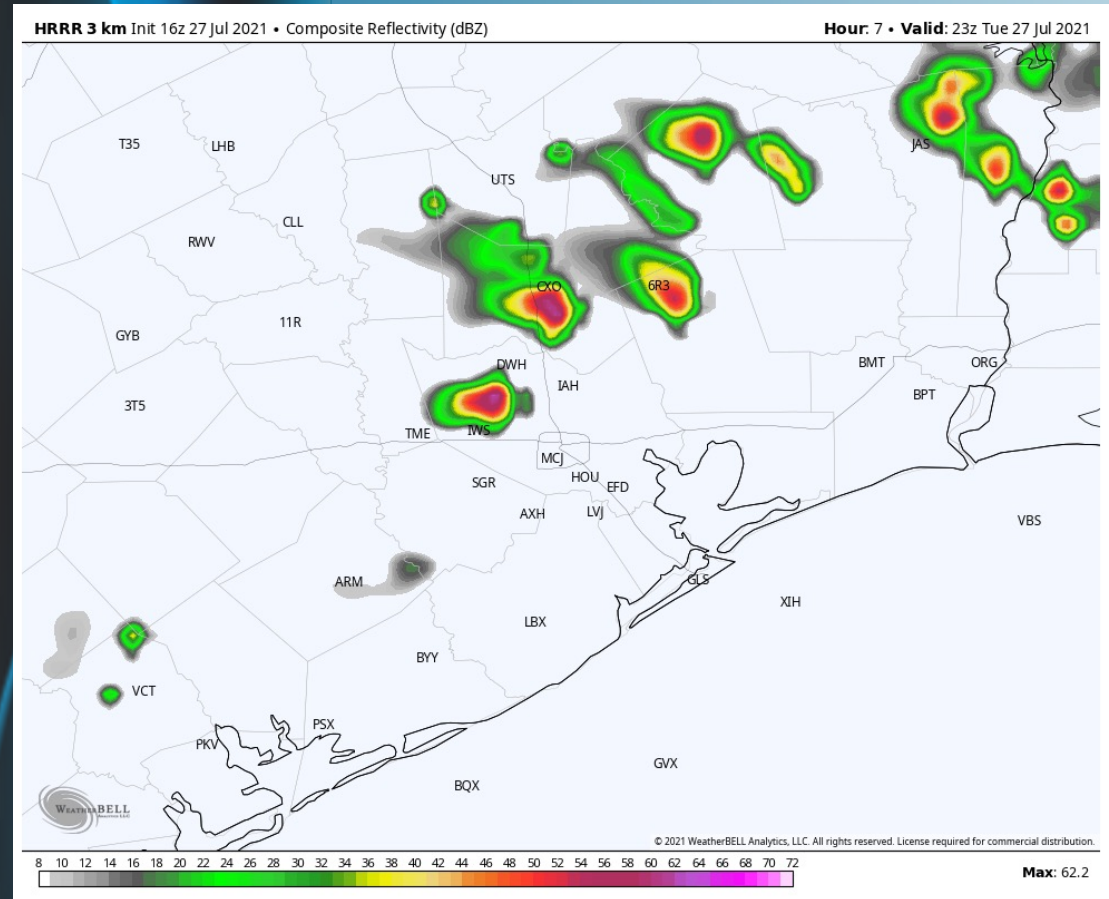 HRRR 3 km Init 16z 27 Jul 2021 • Composite Reflectivity (dBZ) Hour: 7 • Valid: 23z Tue 27 Jul 2021
T35
LHB
JAS
UTS
CLL
RWV
CXO
6R3
11R
GYB
DWH
BMT
ORG
IAH
BPT
3T5
TME
IWS
MCJ
SGR
HOU
EFD
AXH
LVJ
VBS
ARM
GLS
XIH
LBX
BYY
VCT
PSX
PKV
GVX
BQX
WEATHERBELL
© 2021 WeatherBELL Analytics, LLC. All rights reserved. License required for commercial distribution.
8 10 12 14 16 18 20 22 24 26 28 30 32 34 36 38 40 42 44 46 48 50 52 54 56 58 60 62 64 66 68 70 72
Max: 62.2